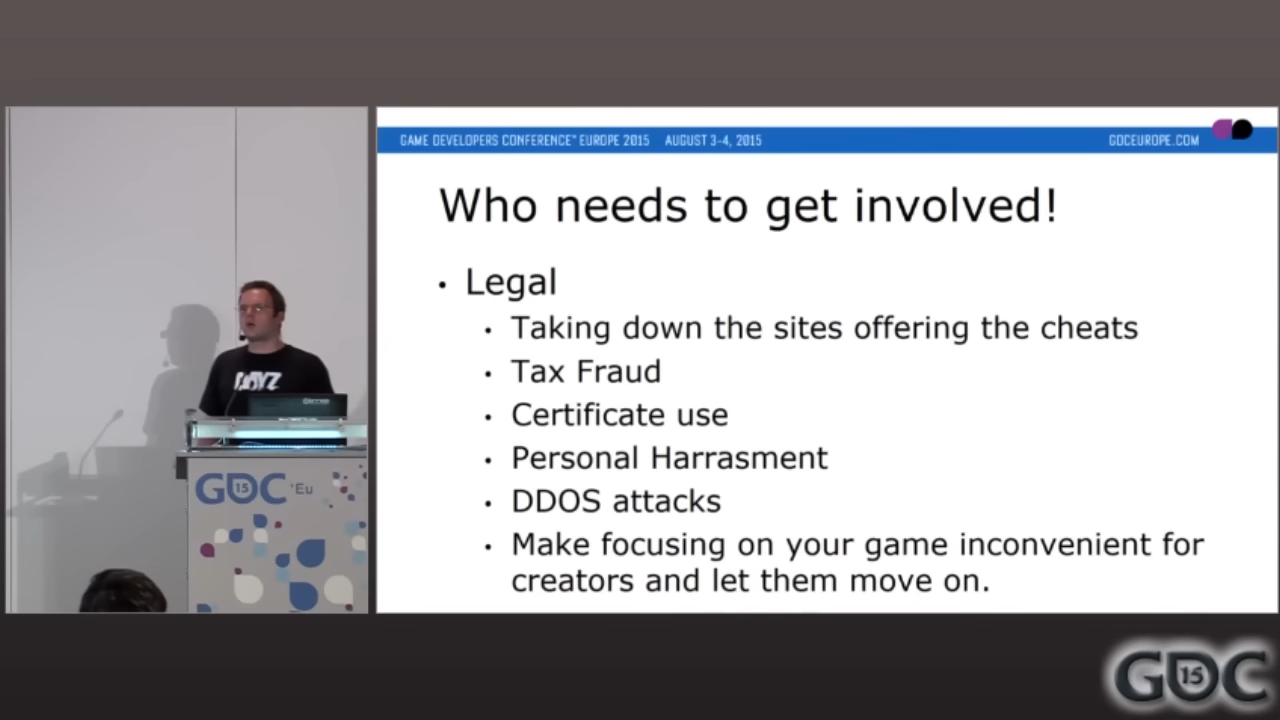 GAME DEVELOPERS CONFERENCE™ EUROPE 2015 AUGUST 3-4, 2015 GDCEUROPE.COM
Who needs to get involved!
• Legal
• Taking down the sites offering the cheats
• Tax Fraud
• Certificate use
• Personal Harrasment
• DDOS attacks
• Make focusing on your game inconvenient for
creators and let them move on.
GDC 15 'Eu
GDC 15